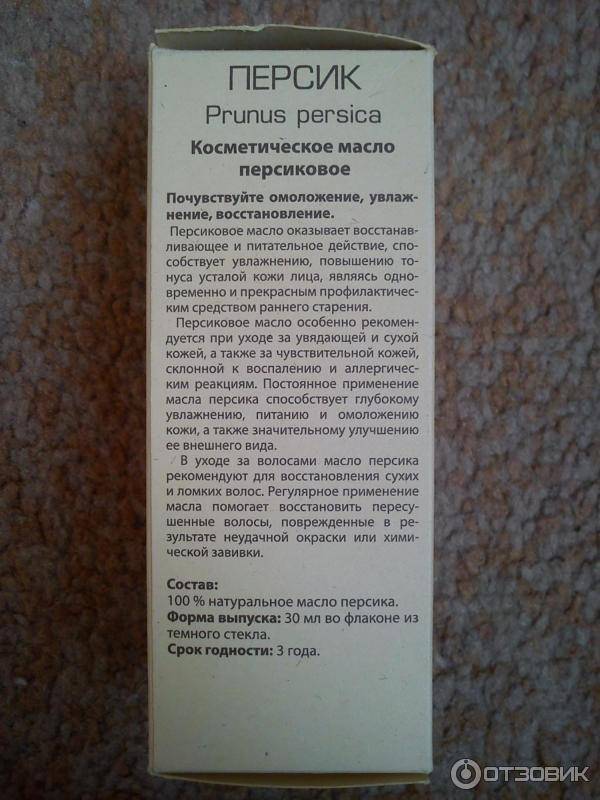 ПЕРСИК
Prunus persica
Косметическое масло
персиковое
Почувствуйте омоложение, увлаж-
нение, восстановление.
Персиковое масло оказывает восстана-
вливающее и питательное действие, спо-
собствует увлажнению, повышению то-
нуса усталой кожи лица, являясь одно-
временно и прекрасным профилактичес-
ким средством раннего старения.
Персиковое масло особенно рекомен-
дуется при уходе за увядающей и сухой
кожей, а также за чувствительной кожей,
склонной к воспалению и аллергичес-
ким реакциям. Постоянное применение
масла персика способствует глубокому
увлажнению, питанию и омоложению
кожи, а также значительному улучшению
ее внешнего вида.
В уходе за волосами масло персика
рекомендуют для восстановления сухих
и ломких волос. Регулярное применение
масла помогает восстановить пересу-
шенные волосы, поврежденные в ре-
зультате неудачной окраски или хими-
ческой завивки.
Состав:
100 % натуральное масло персика.
Форма выпуска: 30 мл во флаконе из
темного стекла.
Срок годности: 3 года.
ОТЗОВИК